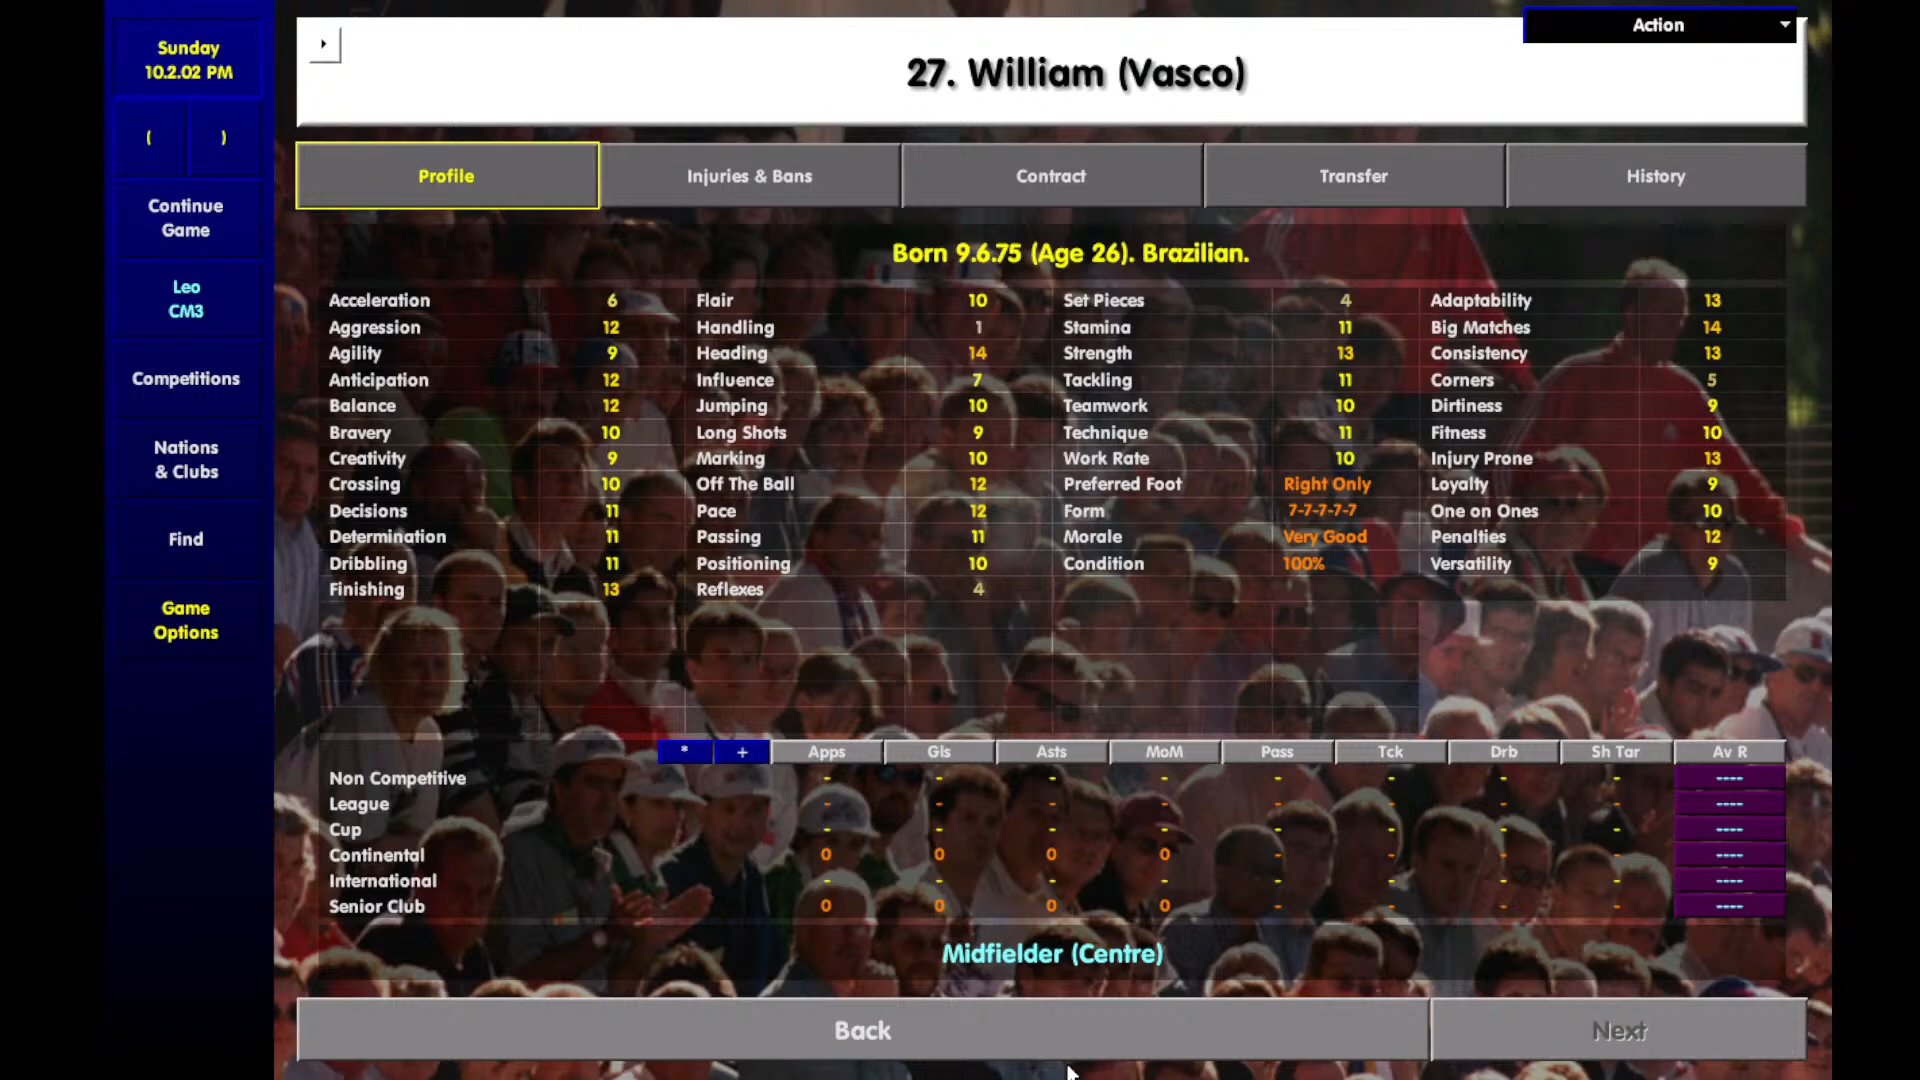 Sunday
10.2.02 PM
Action
27. William (Vasco)
( )
Continue
Game
Leo
CM3
Competitions
Nations
& Clubs
Find
Game
Options
Profile Injuries & Bans Contract Transfer History
Born 9.6.75 (Age 26). Brazilian.
Acceleration 6 Flair 10 Set Pieces 4 Adaptability 13
Aggression 12 Handling 1 Stamina 11 Big Matches 14
Agility 9 Heading 14 Strength 13 Consistency 13
Anticipation 12 Influence 7 Tackling 11 Corners 5
Balance 12 Jumping 10 Teamwork 10 Dirtiness 9
Bravery 10 Long Shots 9 Technique 11 Fitness 10
Creativity 9 Marking 10 Work Rate 10 Injury Prone 13
Crossing 10 Off The Ball 12 Preferred Foot Right Only Loyalty 9
Decisions 11 Pace 12 Form 7-7-7-7-7 One on Ones 10
Determination 11 Passing 11 Morale Very Good Penalties 12
Dribbling 11 Positioning 10 Condition 100% Versatility 9
Finishing 13 Reflexes 4
* + Apps Gls Asts MoM Pass Tck Drb Sh Tar Av R
Non Competitive - - - - - - - - ----
League - - - - - - - - ----
Cup - - - - - - - - ----
Continental 0 0 0 0 - - - - ----
International - - - - - - - - ----
Senior Club 0 0 0 0 - - - - ----
Midfielder (Centre)
Back Next